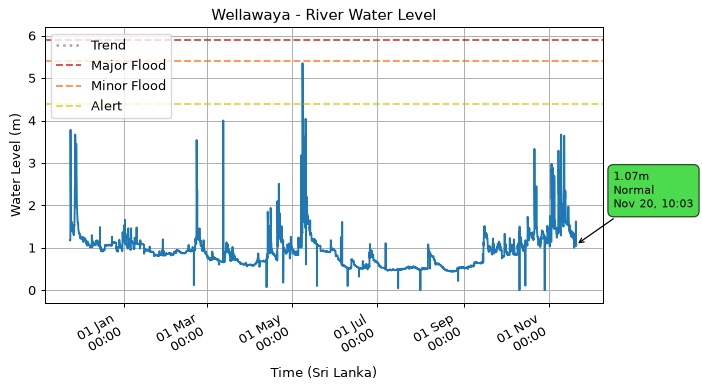 Wellawaya - River Water Level
Trend
Major Flood
Minor Flood
Alert
6
5
4
3
2
1
0
Water Level (m)
1.07m
Normal
Nov 20, 10:03
01 Jan
00:00
01 Mar
00:00
01 May
00:00
01 Jul
00:00
01 Sep
00:00
01 Nov
00:00
Time (Sri Lanka)